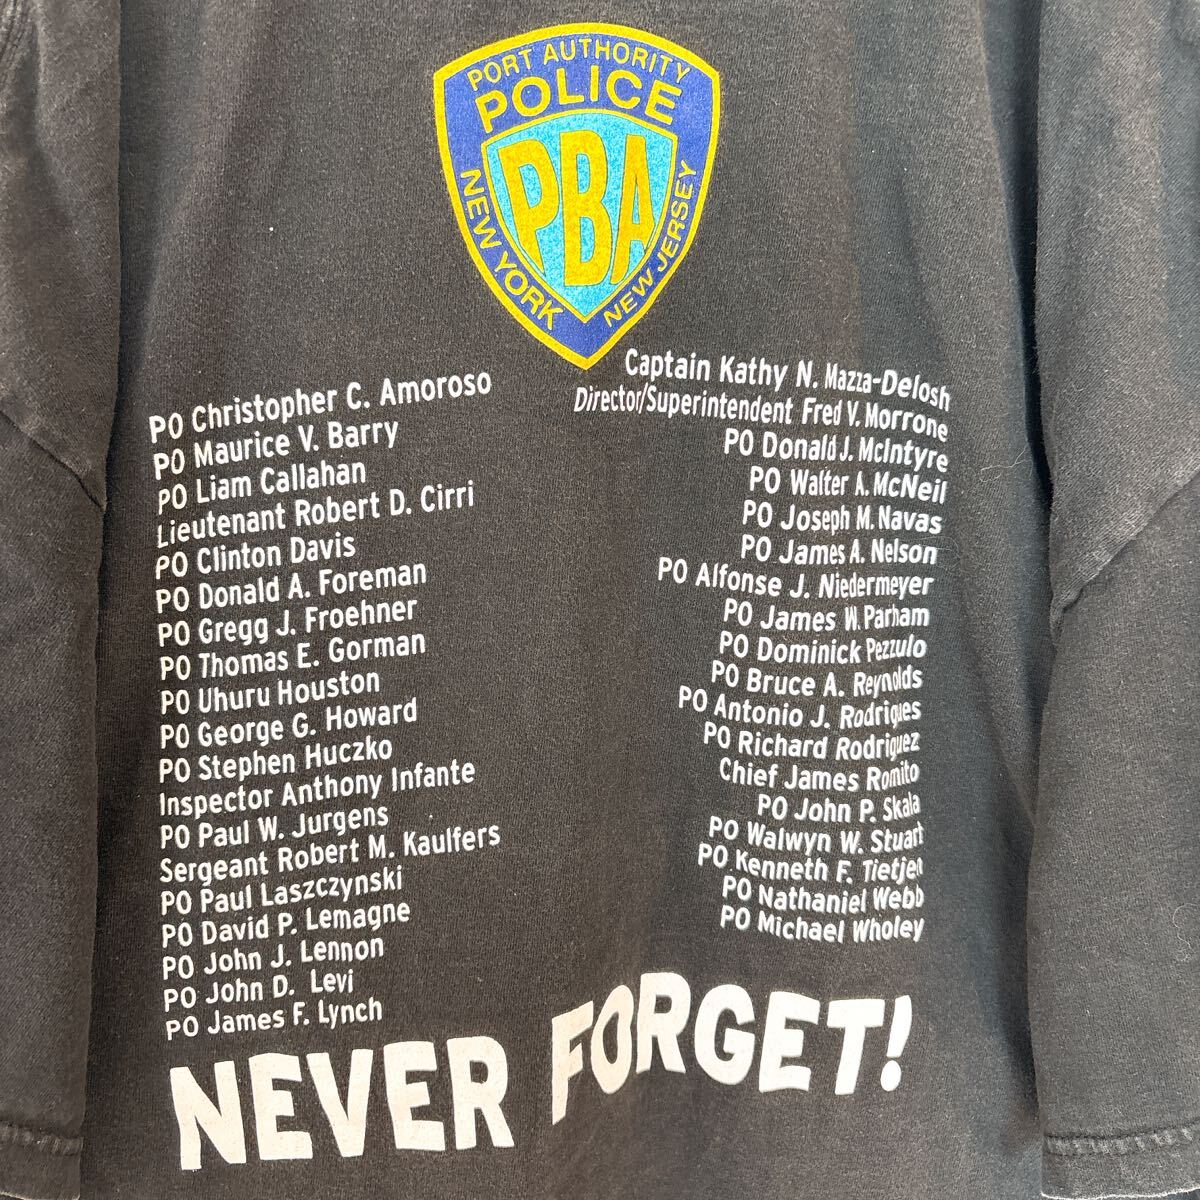 PORT AUTHORITY
POLICE
PBA
NEW YORK
NEW JERSEY
PO Christopher C. Amoroso
PO Maurice V. Barry
PO Liam Callahan
Lieutenant Robert D. Cirri
PO Clinton Davis
PO Donald A. Foreman
PO Gregg J. Froehner
PO Thomas E. Gorman
PO Uhuru Houston
PO George G. Howard
PO Stephen Huczko
Inspector Anthony Infante
PO Paul W. Jurgens
Sergeant Robert M. Kaulfers
PO Paul Laszczynski
PO David P. Lemagne
PO John J. Lennon
PO John D. Levi
PO James F. Lynch
Captain Kathy N. Mazza-Delosh
Director/Superintendent Fred V. Morrone
PO Donald J. McIntyre
PO Walter A. McNeil
PO Joseph M. Navas
PO James A. Nelson
PO Alfonse J. Niedermeyer
PO James W. Parham
PO Dominick Pezzulo
PO Bruce A. Reynolds
PO Antonio J. Rodrigues
PO Richard Rodriguez
Chief James Romito
PO John P. Skala
PO Walwyn W. Stuart
PO Kenneth F. Tietjen
PO Nathaniel Webb
PO Michael Wholey
NEVER FORGET!